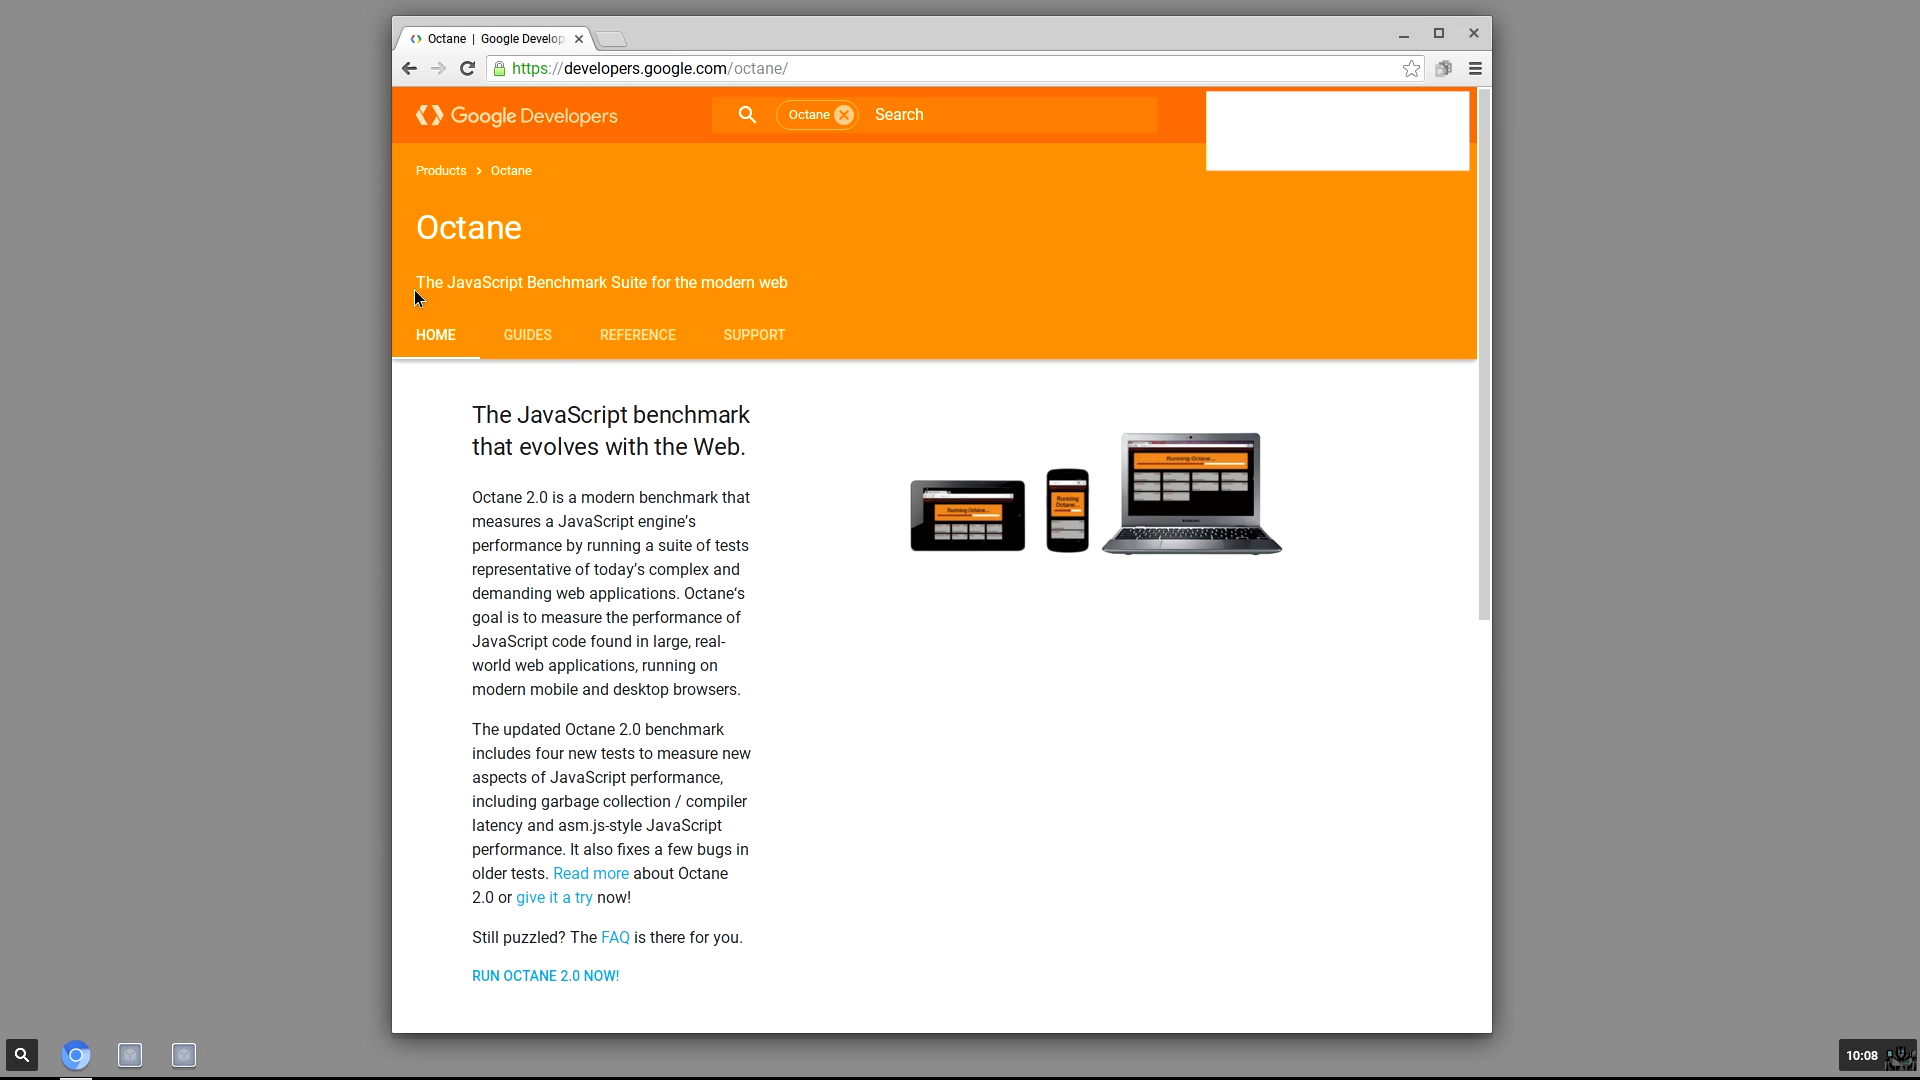 Octane | Google Develop
https://developers.google.com/octane/
Google Developers
Octane
Search
Products > Octane
Octane
The JavaScript Benchmark Suite for the modern web
HOME GUIDES REFERENCE SUPPORT
The JavaScript benchmark
that evolves with the Web.
Octane 2.0 is a modern benchmark that
measures a JavaScript engine's
performance by running a suite of tests
representative of today's complex and
demanding web applications. Octane's
goal is to measure the performance of
JavaScript code found in large, real-
world web applications, running on
modern mobile and desktop browsers.
Running Octane...
Running
Octane...
Running Octane...
SAMSUNG
The updated Octane 2.0 benchmark
includes four new tests to measure new
aspects of JavaScript performance,
including garbage collection / compiler
latency and asm.js-style JavaScript
performance. It also fixes a few bugs in
older tests. Read more about Octane
2.0 or give it a try now!
Still puzzled? The FAQ is there for you.
RUN OCTANE 2.0 NOW!
10:08